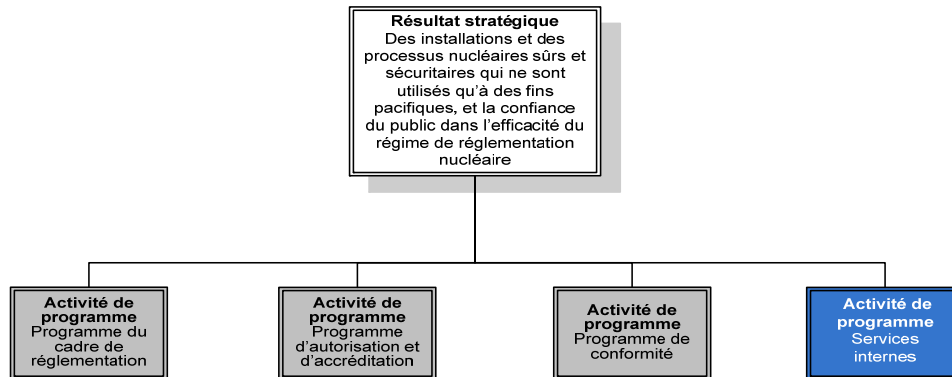 Résultat stratégique
Des installations et des
processus nucléaires sûrs et
sécuritaires qui ne sont
utilisés qu'à des fins
pacifiques, et la confiance
du public dans l'efficacité du
régime de réglementation
nucléaire
Activité de
programme
Programme du
cadre de
réglementation
Activité de
programme
Programme
d'autorisation et
d'accréditation
Activité de
programme
Programme de
conformité
Activité de
programme
Services
internes